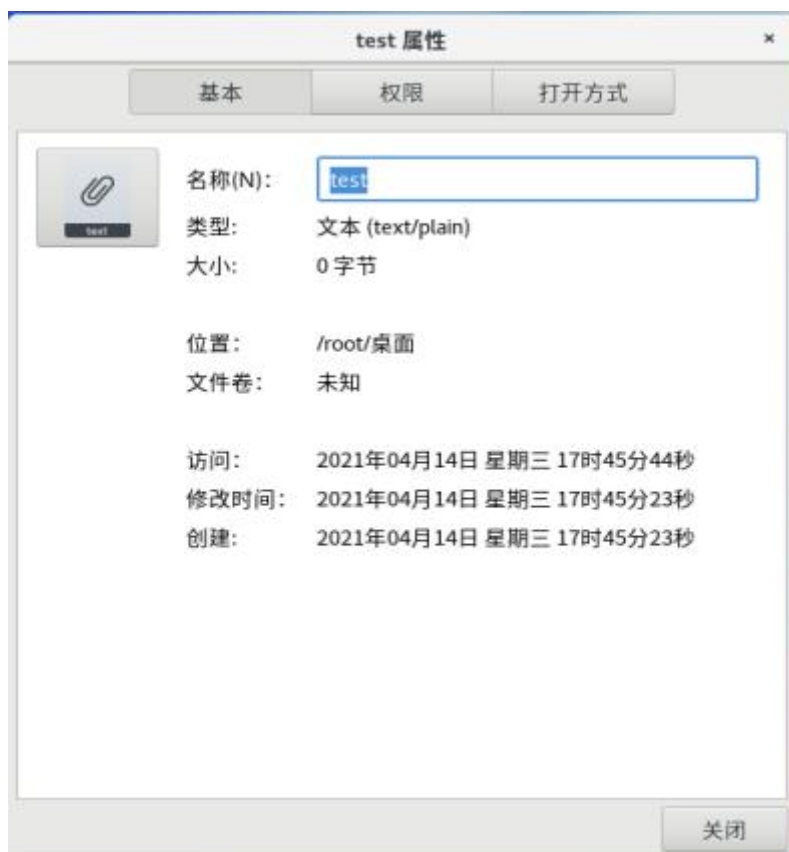 test 属性
×
基本 权限 打开方式
名称(N)： test
text
类型: 文本 (text/plain)
大小: 0 字节
位置： /root/桌面
文件卷： 未知
访问： 2021年04月14日 星期三 17时45分44秒
修改时间： 2021年04月14日 星期三 17时45分23秒
创建: 2021年04月14日 星期三 17时45分23秒
关闭